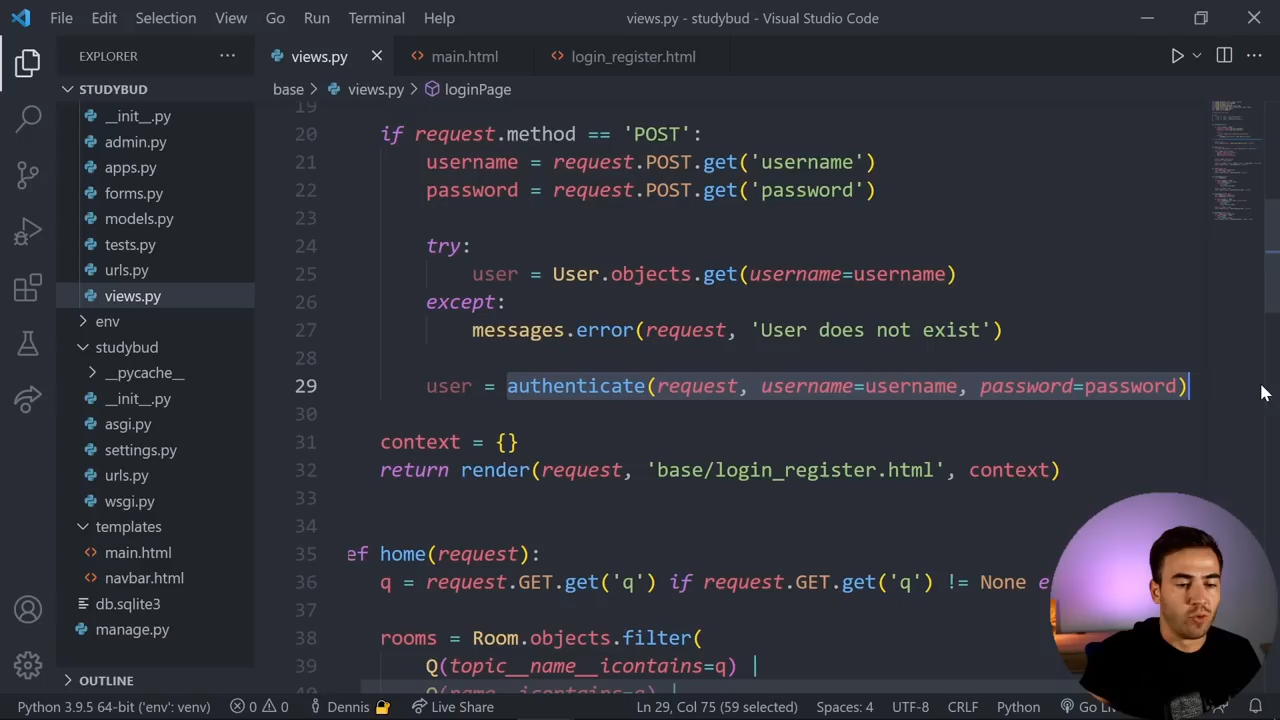 File Edit Selection View Go Run Terminal Help
views.py - studybud - Visual Studio Code
EXPLORER
views.py
main.html
login_register.html
STUDYBUD
base > views.py > loginPage
__init__.py
admin.py
apps.py
forms.py
models.py
tests.py
urls.py
views.py
env
studybud
__pycache__
__init__.py
asgi.py
settings.py
urls.py
wsgi.py
templates
main.html
navbar.html
db.sqlite3
manage.py
OUTLINE
19
20 if request.method == 'POST':
21 username = request.POST.get('username')
22 password = request.POST.get('password')
23
24 try:
25 user = User.objects.get(username=username)
26 except:
27 messages.error(request, 'User does not exist')
28
29 user = authenticate(request, username=username, password=password)
30
31 context = {}
32 return render(request, 'base/login_register.html', context)
33
34
35 ef home(request):
36 q = request.GET.get('q') if request.GET.get('q') != None e
37
38 rooms = Room.objects.filter(
39 Q(topic__name__icontains=q) |
40 Q(name__icontains=q) |
Python 3.9.5 64-bit ('env': venv) 0 0 Dennis Live Share Ln 29, Col 75 (59 selected) Spaces: 4 UTF-8 CRLF Python Go Li